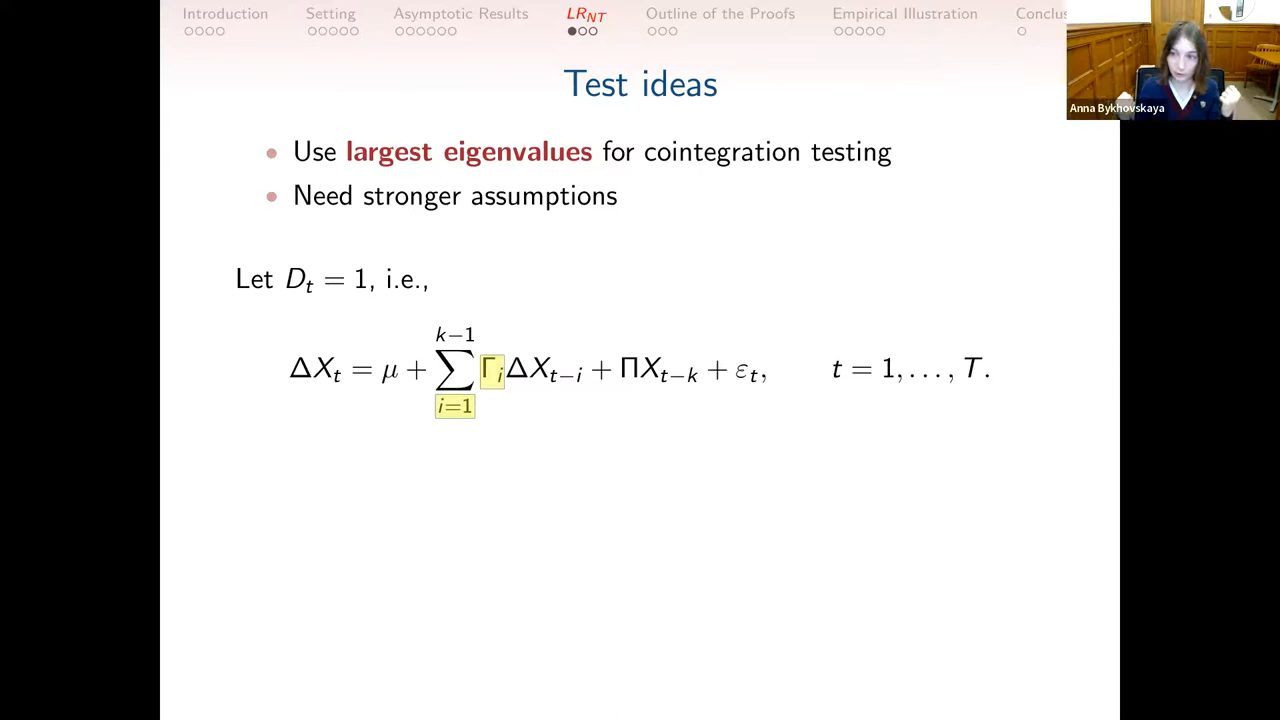 Introduction Setting Asymptotic Results LR_NT Outline of the Proofs Empirical Illustration Conclus
Anna Bykhovskaya
Test ideas
• Use largest eigenvalues for cointegration testing
• Need stronger assumptions
Let D_t = 1, i.e.,
ΔX_t = μ + ∑_{i=1}^{k−1} Γ_i ΔX_{t−i} + ΠX_{t−k} + ε_t, t = 1, . . . , T.